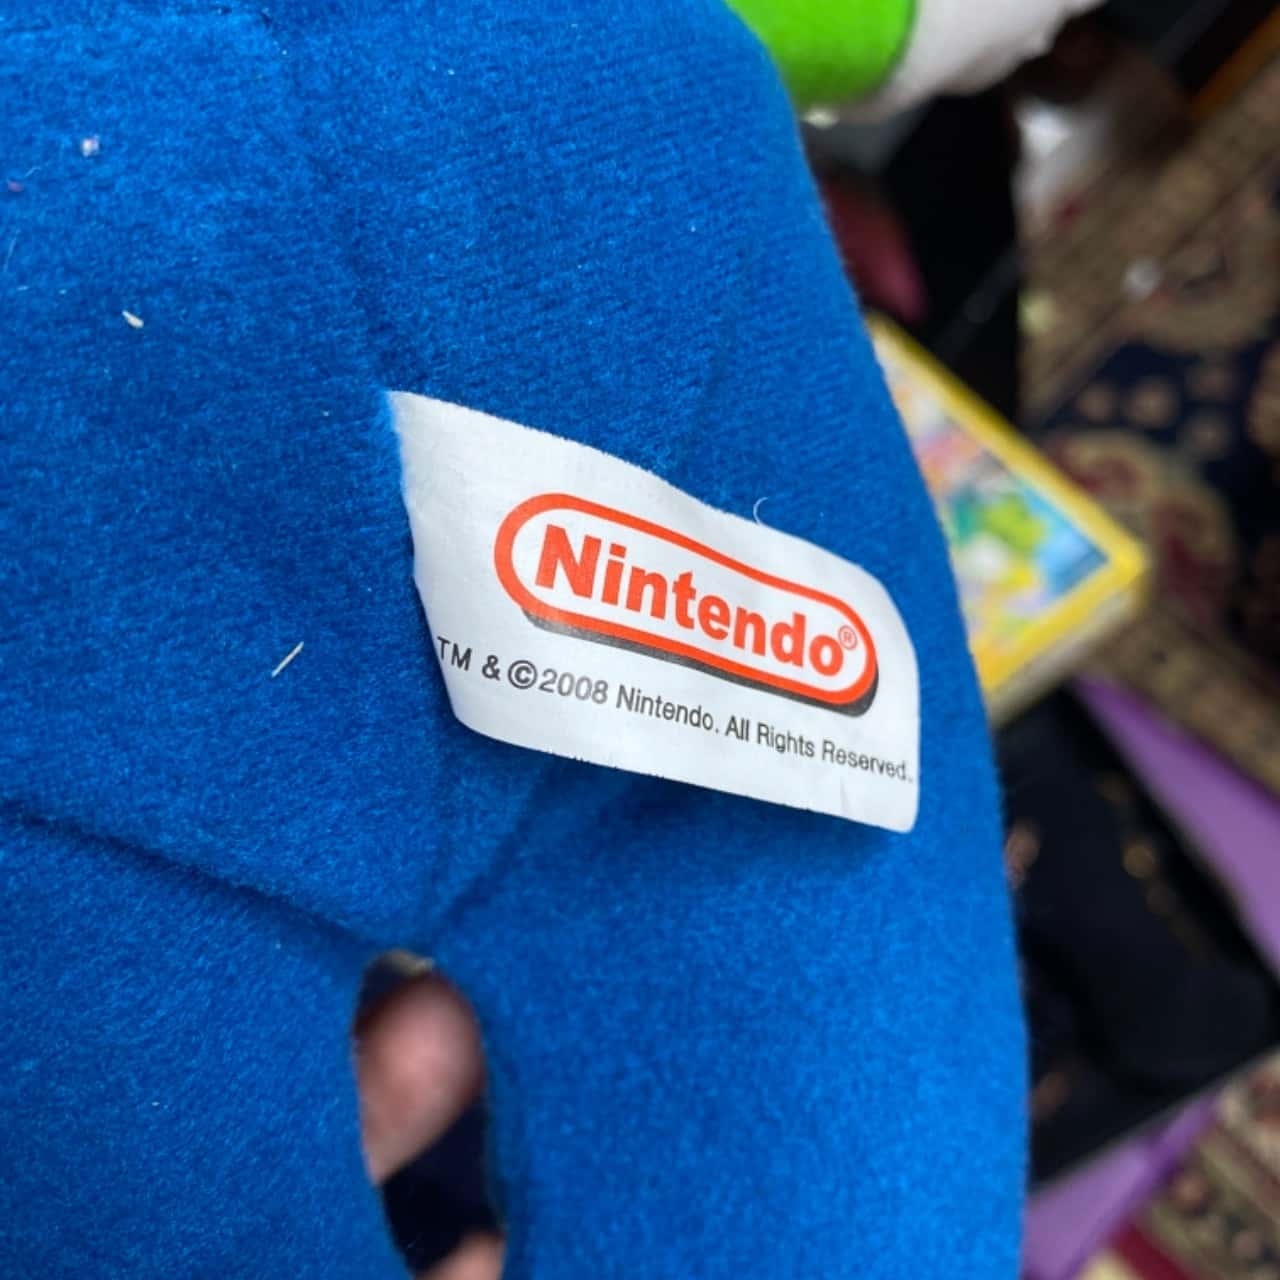 Nintendo®
TM & ©2008 Nintendo. All Rights Reserved.